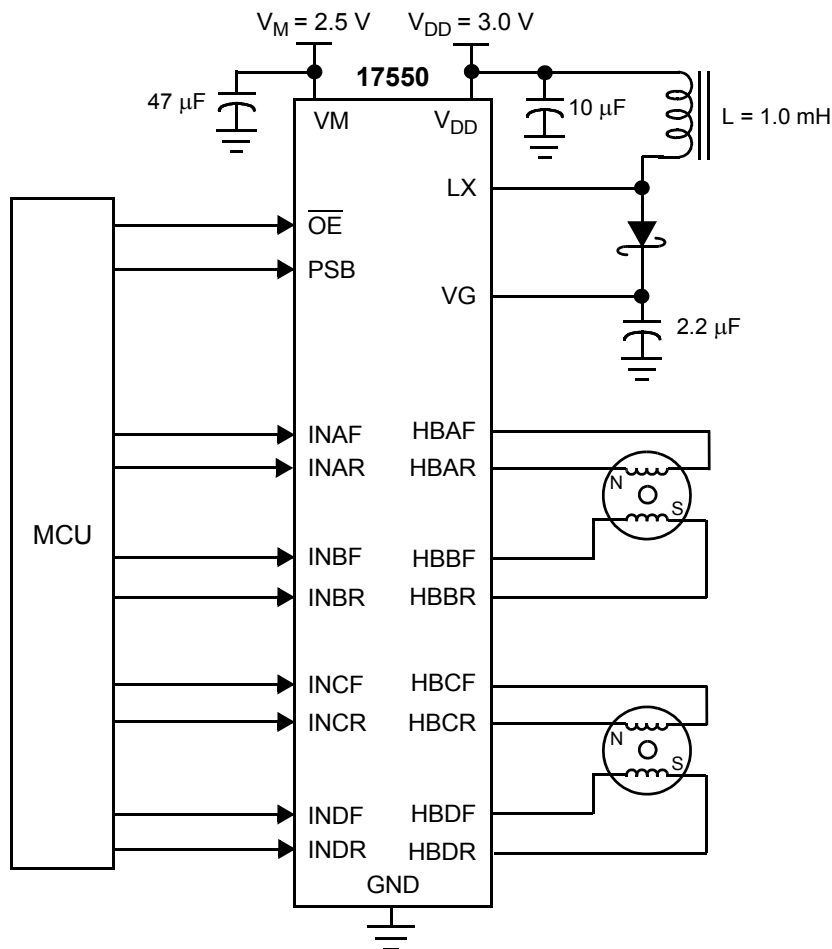 V_M = 2.5 V
V_DD = 3.0 V
17550
47 μF
10 μF
L = 1.0 mH
VM
V_DD
LX
O̅E̅
PSB
VG
2.2 μF
MCU
INAF
HBAF
INAR
HBAR
N
S
INBF
HBBF
INBR
HBBR
INCF
HBCF
INCR
HBCR
N
S
INDF
HBDF
INDR
HBDR
GND